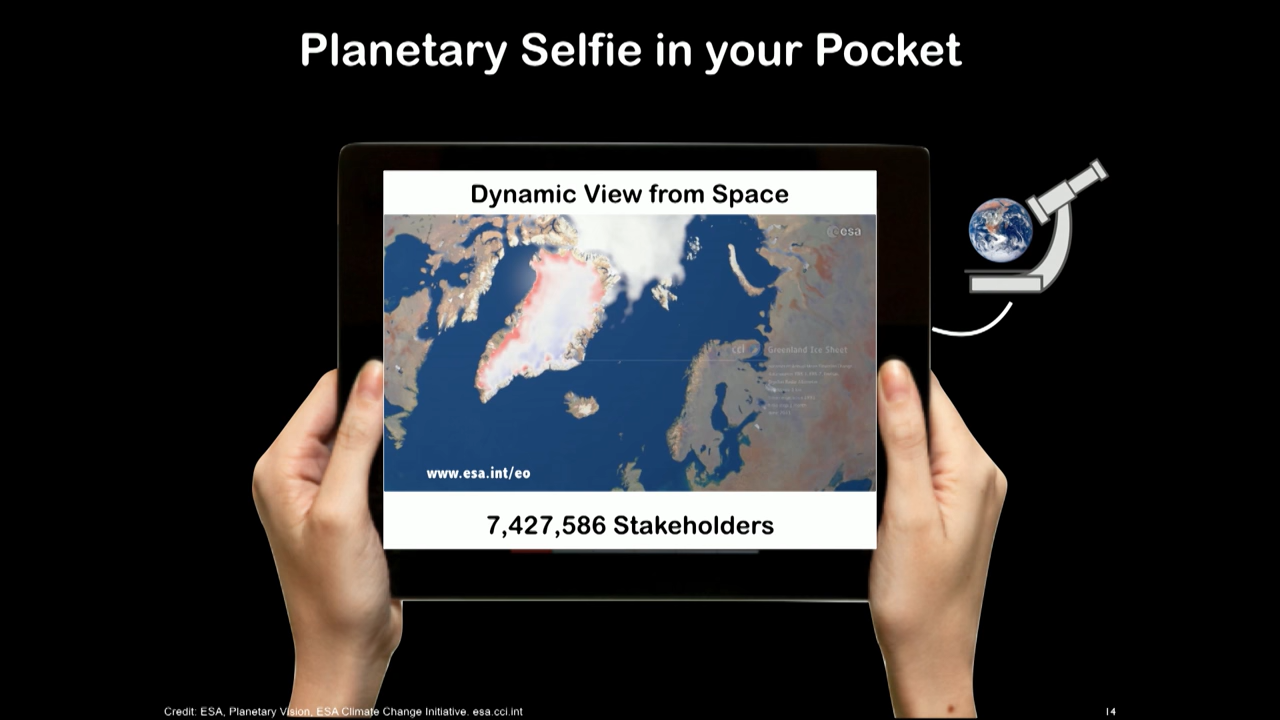 Planetary Selfie in your Pocket
Dynamic View from Space
esa
CCI
Greenland Ice Sheet
www.esa.int/eo
7,427,586 Stakeholders
Credit: ESA, Planetary Vision, ESA Climate Change Initiative. esa.cci.int
14